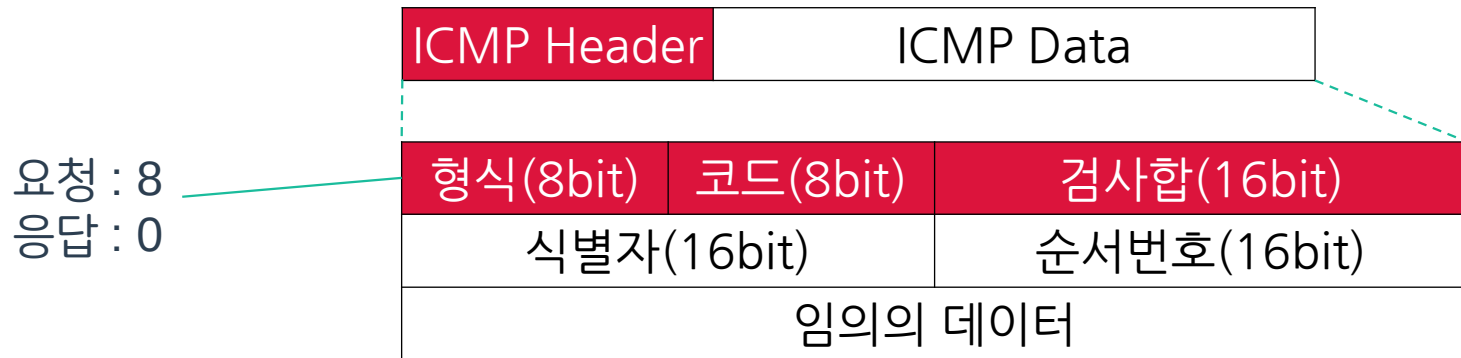 ICMP Header ICMP Data
요청 : 8
응답 : 0
형식(8bit) 코드(8bit) 검사합(16bit)
식별자(16bit) 순서번호(16bit)
임의의 데이터